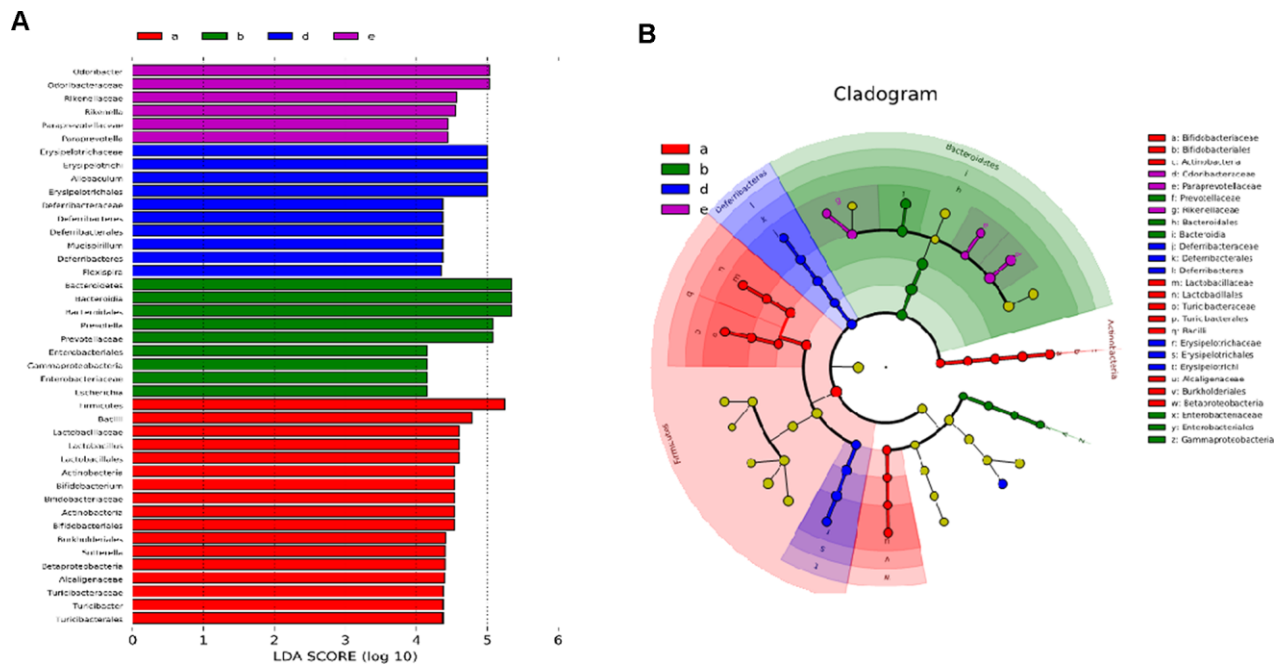 A
a b d e
Odoribacter
Odoribacteraceae
Rikenellaceae
Rikenella
Paraprevotellaceae
Paraprevotella
Erysipelotrichaceae
Erysipelotrichi
Allobaculum
Erysipelotrichales
Deferribacteraceae
Deferribacteres
Deferribacterales
Mucispirillum
Deferribacteres
Flexispira
Bacteroidetes
Bacteroidia
Bacteroidales
Prevotella
Prevotellaceae
Enterobacteriales
Gammaproteobacteria
Enterobacteriaceae
Escherichia
Firmicutes
Bacilli
Lactobacillaceae
Lactobacillus
Lactobacillales
Actinobacteria
Bifidobacterium
Bifidobacteriaceae
Actinobacteria
Bifidobacteriales
Burkholderiales
Sutterella
Betaproteobacteria
Alcaligenaceae
Turicibacteraceae
Turicibacter
Turicibacterales
0 1 2 3 4 5 6
LDA SCORE (log 10)
B
Cladogram
a
b
d
e
Bacteroidetes
Deferribacteres
Firmicutes
Actinobacteria
a: Bifidobacteriaceae
b: Bifidobacteriales
c: Actinobacteria
d: Odoribacteraceae
e: Paraprevotellaceae
f: Prevotellaceae
g: Rikenellaceae
h: Bacteroidales
i: Bacteroidia
j: Deferribacteraceae
k: Deferribacterales
l: Deferribacteres
m: Lactobacillaceae
n: Lactobacillales
o: Turicibacteraceae
p: Turicibacterales
q: Bacilli
r: Erysipelotrichaceae
s: Erysipelotrichales
t: Erysipelotrichi
u: Alcaligenaceae
v: Burkholderiales
w: Betaproteobacteria
x: Enterobacteriaceae
y: Enterobacteriales
z: Gammaproteobacteria